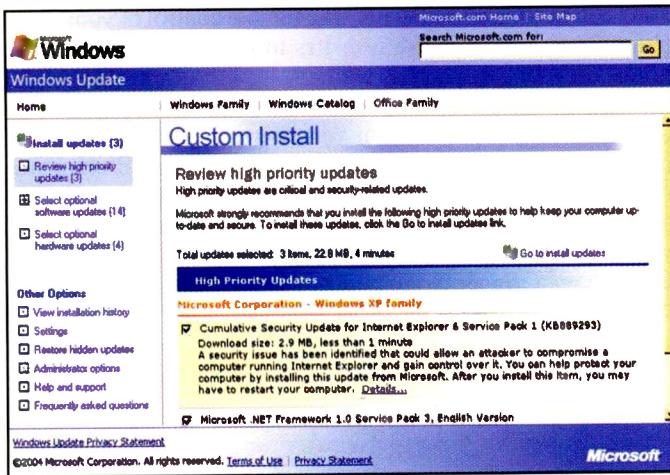 Microsoft.com Home | Site Map
Microsoft
Windows
Search Microsoft.com for:
Go
Windows Update
Home
Windows Family | Windows Catalog | Office Family
Install updates (3)
Review high priority
updates (3)
Select optional
software updates (14)
Select optional
hardware updates (4)
Other Options
View installation history
Settings
Restore hidden updates
Administrator options
Help and support
Frequently asked questions
Custom Install
Review high priority updates
High priority updates are critical and security-related updates.
Microsoft strongly recommends that you install the following high priority updates to help keep your computer up-
to-date and secure. To install these updates, click the Go to install updates link.
Total updates selected: 3 items, 22.8 MB, 4 minutes
Go to install updates
High Priority Updates
Microsoft Corporation - Windows XP family
Cumulative Security Update for Internet Explorer 6 Service Pack 1 (KB889293)
Download size: 2.9 MB, less than 1 minute
A security issue has been identified that could allow an attacker to compromise a
computer running Internet Explorer and gain control over it. You can help protect your
computer by installing this update from Microsoft. After you install this item, you may
have to restart your computer. Details...
Microsoft .NET Framework 1.0 Service Pack 3, English Version
Windows Update Privacy Statement
©2004 Microsoft Corporation. All rights reserved. Terms of Use | Privacy Statement
Microsoft